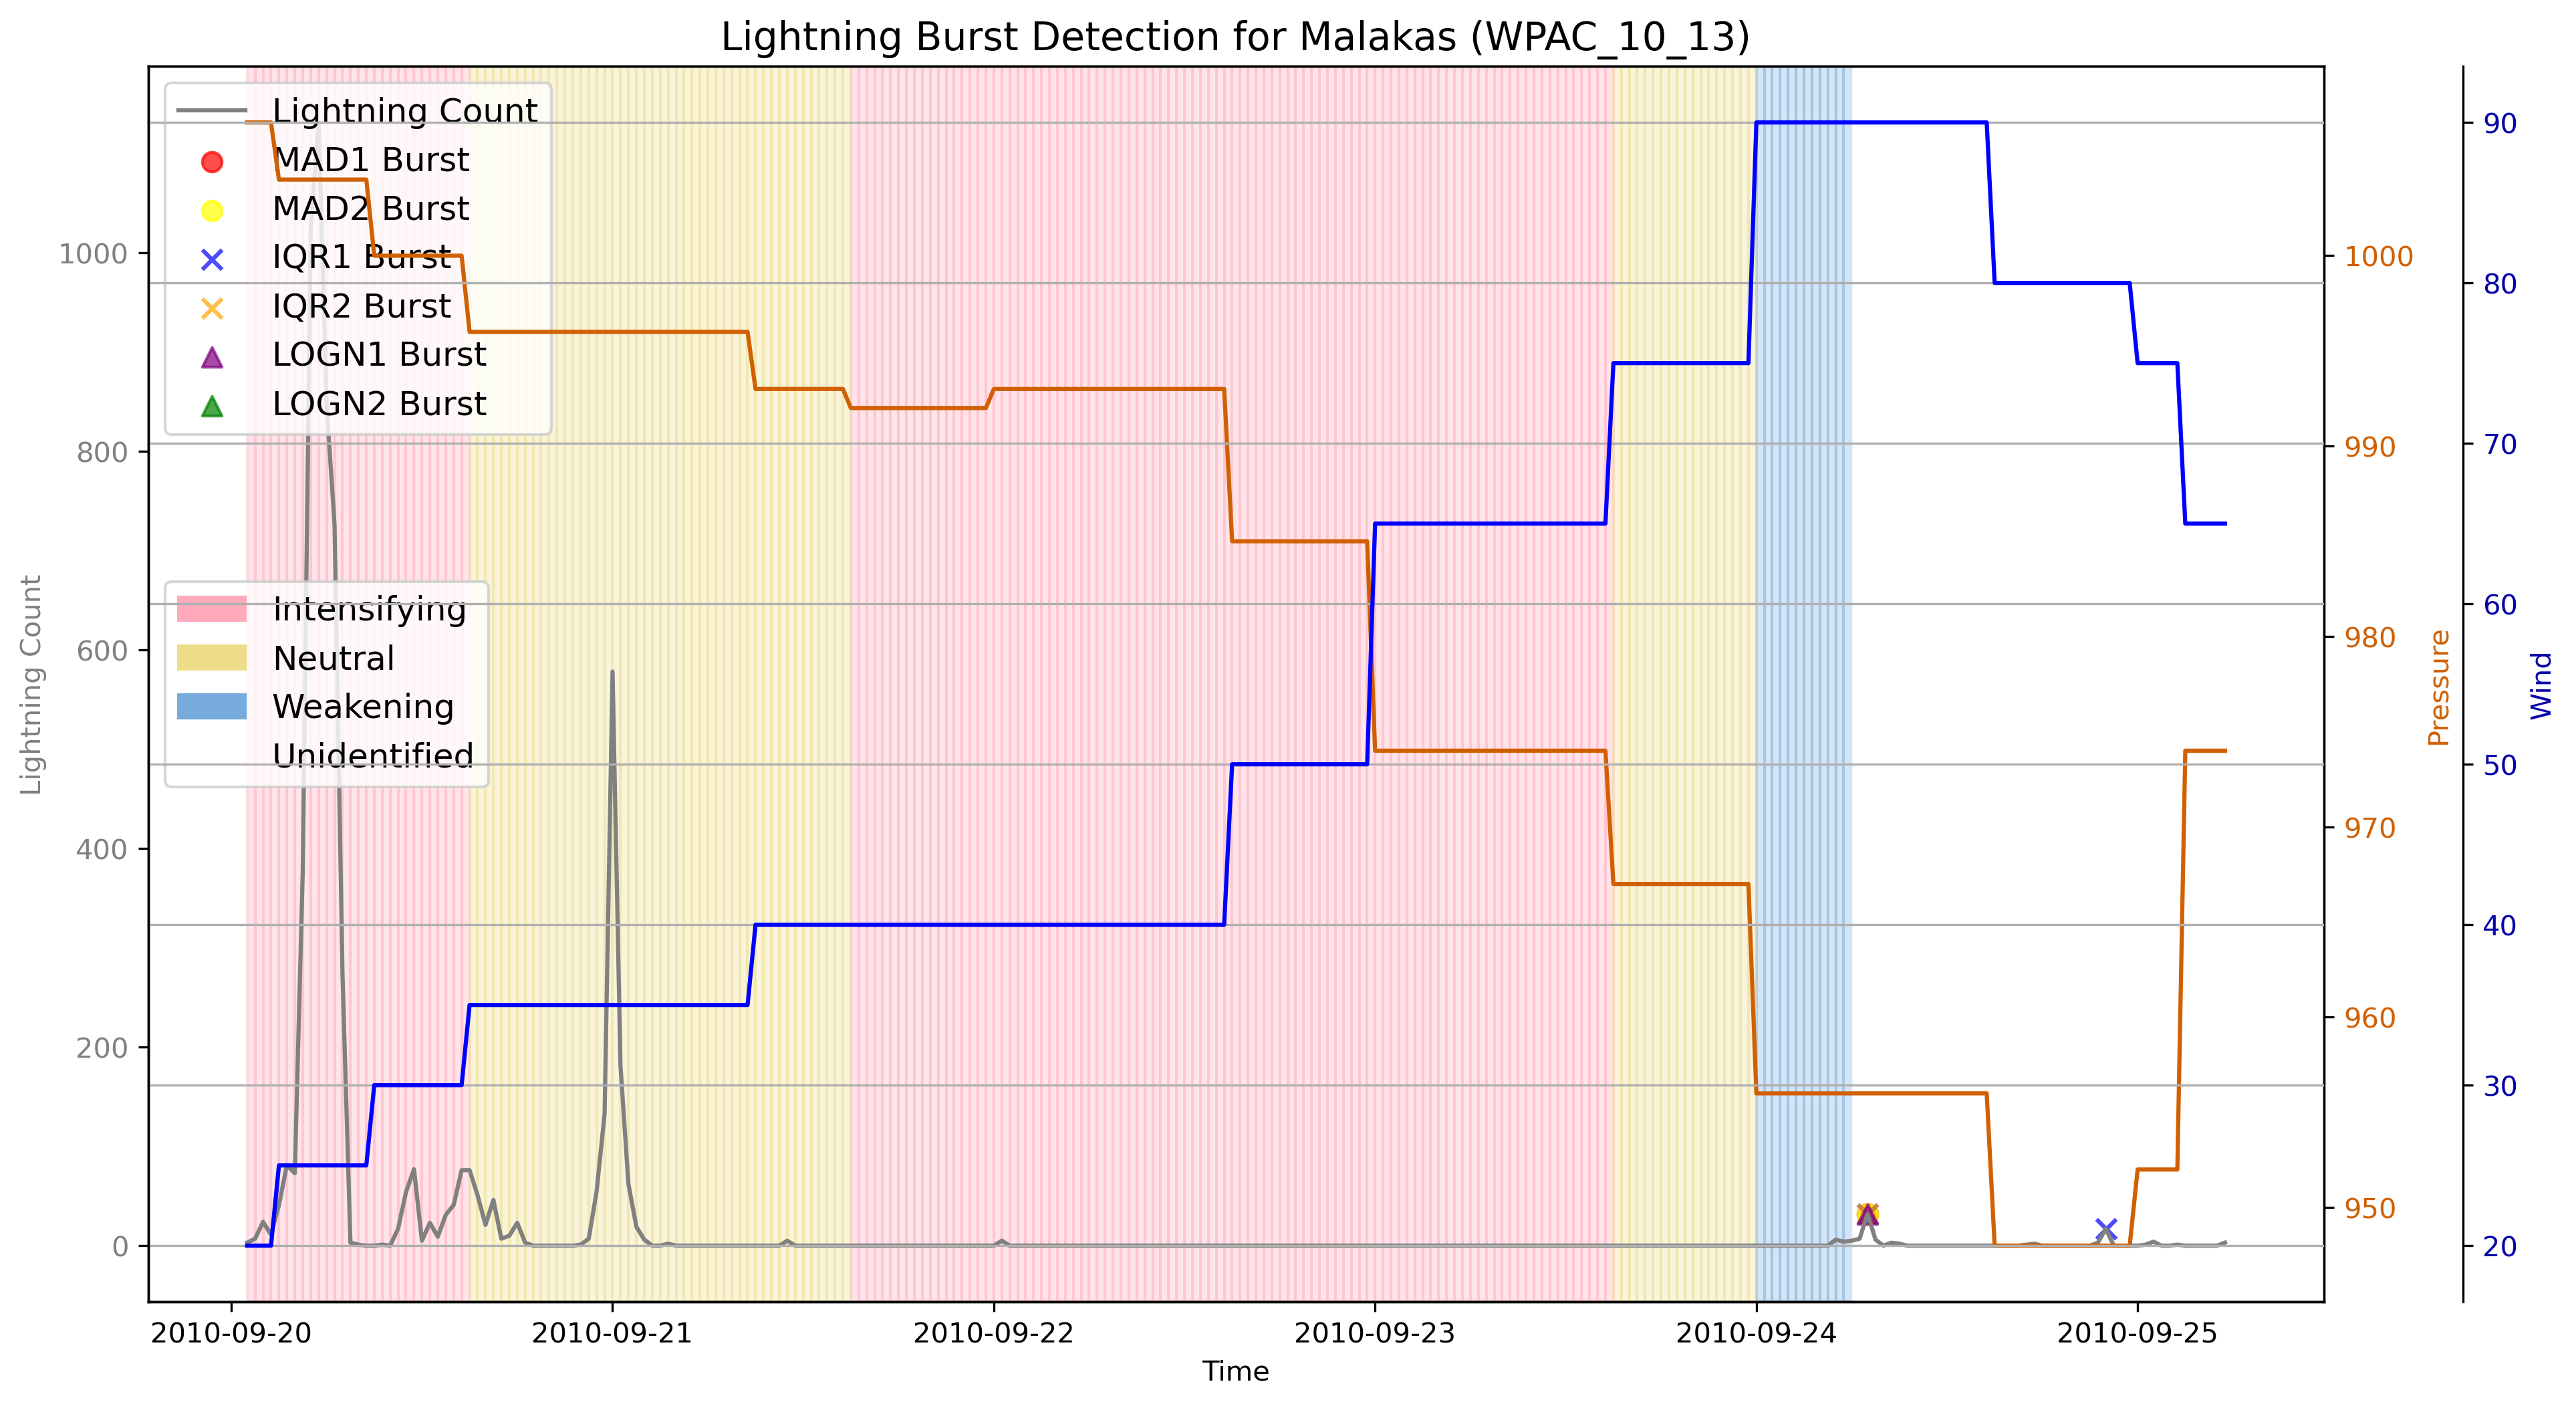 Lightning Burst Detection for Malakas (WPAC_10_13)
Lightning Count
MAD1 Burst
MAD2 Burst
IQR1 Burst
IQR2 Burst
LOGN1 Burst
LOGN2 Burst
Intensifying
Neutral
Weakening
Unidentified
Lightning Count
1000
800
600
400
200
0
1000
990
980
970
960
950
Pressure
90
80
70
60
50
40
30
20
Wind
2010-09-20 2010-09-21 2010-09-22 2010-09-23 2010-09-24 2010-09-25
Time